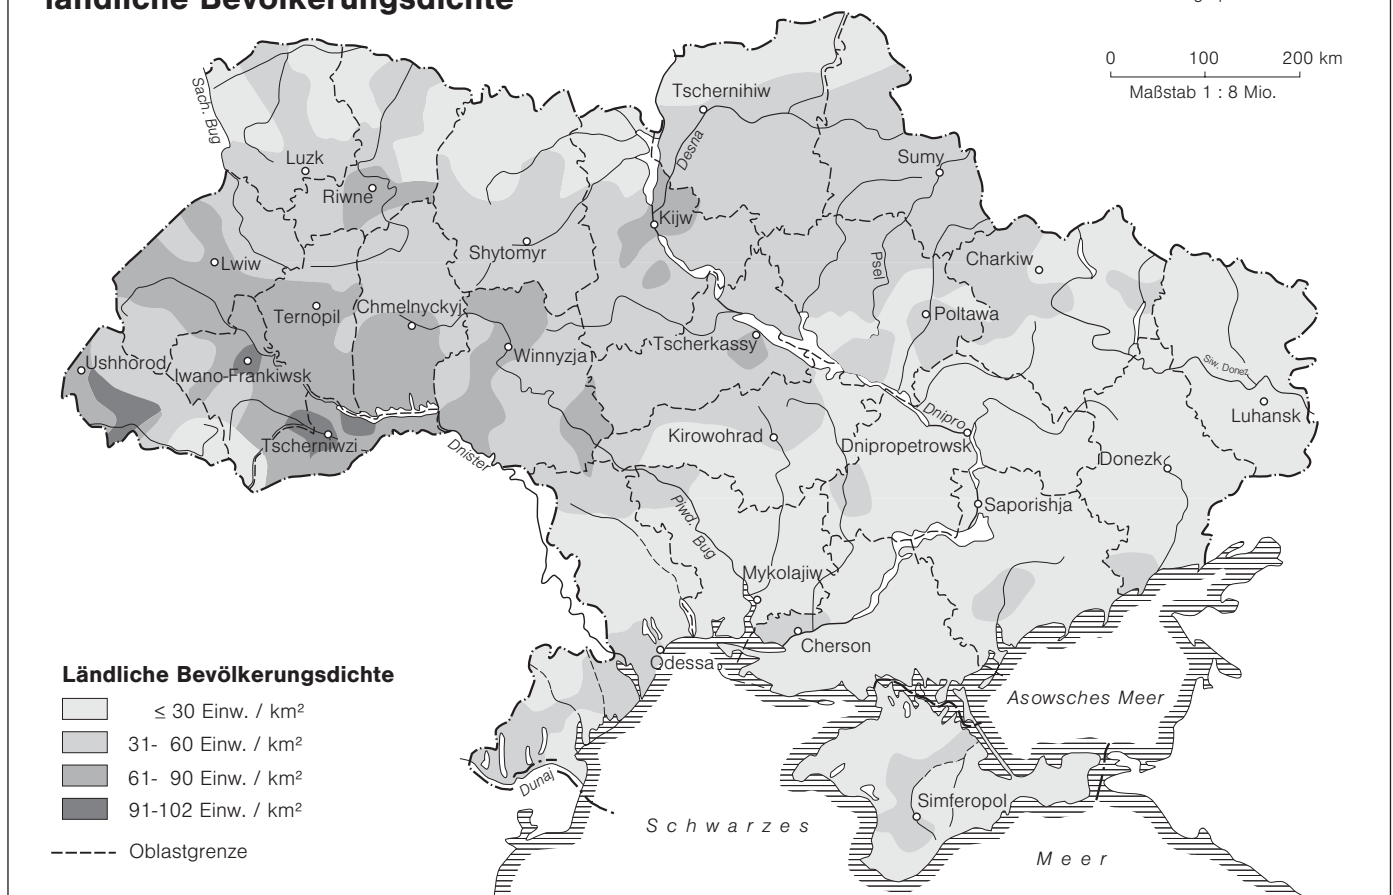 ländliche Bevölkerungsdichte
0 100 200 km
Maßstab 1 : 8 Mio.
Sach. Bug
Tschernihiw
Desna
Luzk
Riwne
Sumy
Kijw
Lwiw
Shytomyr
Psel
Charkiw
Ternopil
Chmelnyckyj
Poltawa
Tscherkassy
Winnyzja
Ushhorod
Iwano-Frankiwsk
Siw. Donez
Luhansk
Dnipro
Kirowohrad
Dnipropetrowsk
Tscherniwzi
Dnister
Donezk
Piwd. Bug
Saporishja
Mykolajiw
Cherson
Odessa
Asowsches Meer
Dunaj
Simferopol
Schwarzes
Meer
Ländliche Bevölkerungsdichte
≤ 30 Einw. / km²
31- 60 Einw. / km²
61- 90 Einw. / km²
91-102 Einw. / km²
Oblastgrenze